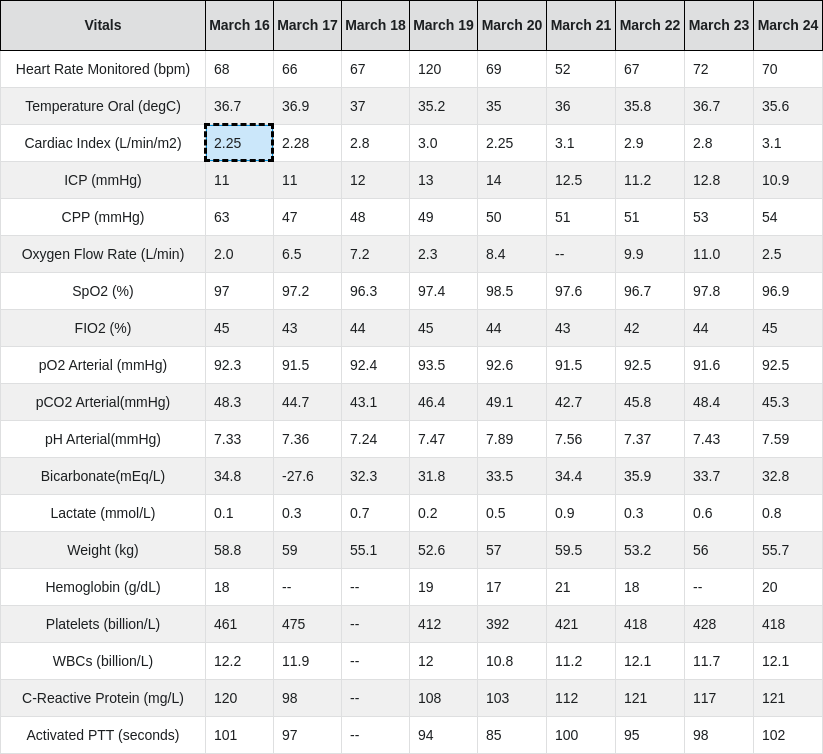 Vitals March 16 March 17 March 18 March 19 March 20 March 21 March 22 March 23 March 24
Heart Rate Monitored (bpm) 68 66 67 120 69 52 67 72 70
Temperature Oral (degC) 36.7 36.9 37 35.2 35 36 35.8 36.7 35.6
Cardiac Index (L/min/m2) 2.25 2.28 2.8 3.0 2.25 3.1 2.9 2.8 3.1
ICP (mmHg) 11 11 12 13 14 12.5 11.2 12.8 10.9
CPP (mmHg) 63 47 48 49 50 51 51 53 54
Oxygen Flow Rate (L/min) 2.0 6.5 7.2 2.3 8.4 -- 9.9 11.0 2.5
SpO2 (%) 97 97.2 96.3 97.4 98.5 97.6 96.7 97.8 96.9
FIO2 (%) 45 43 44 45 44 43 42 44 45
pO2 Arterial (mmHg) 92.3 91.5 92.4 93.5 92.6 91.5 92.5 91.6 92.5
pCO2 Arterial(mmHg) 48.3 44.7 43.1 46.4 49.1 42.7 45.8 48.4 45.3
pH Arterial(mmHg) 7.33 7.36 7.24 7.47 7.89 7.56 7.37 7.43 7.59
Bicarbonate(mEq/L) 34.8 -27.6 32.3 31.8 33.5 34.4 35.9 33.7 32.8
Lactate (mmol/L) 0.1 0.3 0.7 0.2 0.5 0.9 0.3 0.6 0.8
Weight (kg) 58.8 59 55.1 52.6 57 59.5 53.2 56 55.7
Hemoglobin (g/dL) 18 -- -- 19 17 21 18 -- 20
Platelets (billion/L) 461 475 -- 412 392 421 418 428 418
WBCs (billion/L) 12.2 11.9 -- 12 10.8 11.2 12.1 11.7 12.1
C-Reactive Protein (mg/L) 120 98 -- 108 103 112 121 117 121
Activated PTT (seconds) 101 97 -- 94 85 100 95 98 102